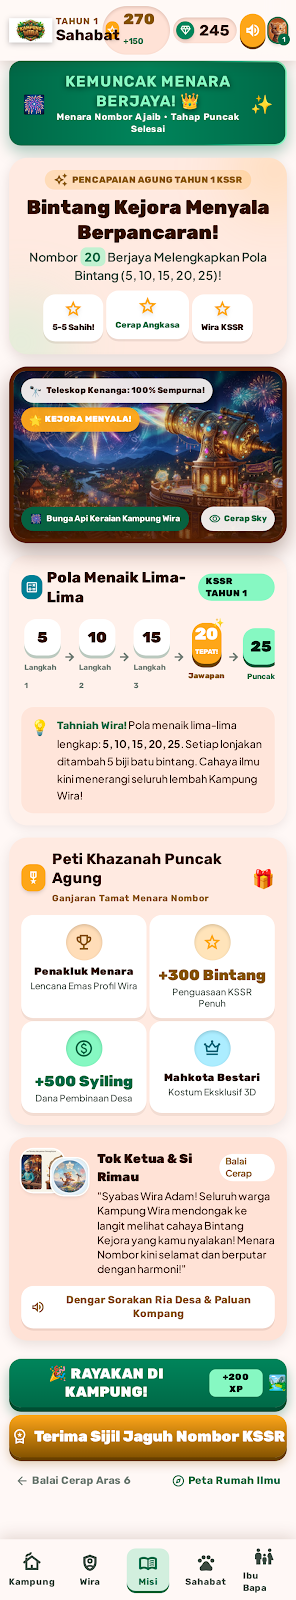 KAMPUNG WIRA
TAHUN 1
Sahabat
270
+150
245
1
KEMUNCAK MENARA
BERJAYA! 👑
Menara Nombor Ajaib • Tahap Puncak
Selesai
PENCAPAIAN AGUNG TAHUN 1 KSSR
Bintang Kejora Menyala
Berpancaran!
Nombor 20 Berjaya Melengkapkan Pola
Bintang (5, 10, 15, 20, 25)!
5-5 Sahih!
Cerap Angkasa
Wira KSSR
Teleskop Kenanga: 100% Sempurna!
KEJORA MENYALA!
Bunga Api Keraian Kampung Wira
Cerap Sky
Pola Menaik Lima-
Lima
KSSR
TAHUN 1
5
10
15
20
TEPAT!
25
Langkah
1
Langkah
2
Langkah
3
Jawapan
Puncak
Tahniah Wira! Pola menaik lima-lima
lengkap: 5, 10, 15, 20, 25. Setiap lonjakan
ditambah 5 biji batu bintang. Cahaya ilmu
kini menerangi seluruh lembah Kampung
Wira!
Peti Khazanah Puncak
Agung
Ganjaran Tamat Menara Nombor
Penakluk Menara
Lencana Emas Profil Wira
+300 Bintang
Penguasaan KSSR
Penuh
+500 Syiling
Dana Pembinaan Desa
Mahkota Bestari
Kostum Eksklusif 3D
Tok Ketua & Si
Rimau
Balai
Cerap
"Syabas Wira Adam! Seluruh warga
Kampung Wira mendongak ke
langit melihat cahaya Bintang
Kejora yang kamu nyalakan! Menara
Nombor kini selamat dan berputar
dengan harmoni!"
Dengar Sorakan Ria Desa & Paluan
Kompang
🎉 RAYAKAN DI
KAMPUNG!
+200
XP
Terima Sijil Jaguh Nombor KSSR
← Balai Cerap Aras 6
Peta Rumah Ilmu
Kampung
Wira
Misi
Sahabat
Ibu
Bapa